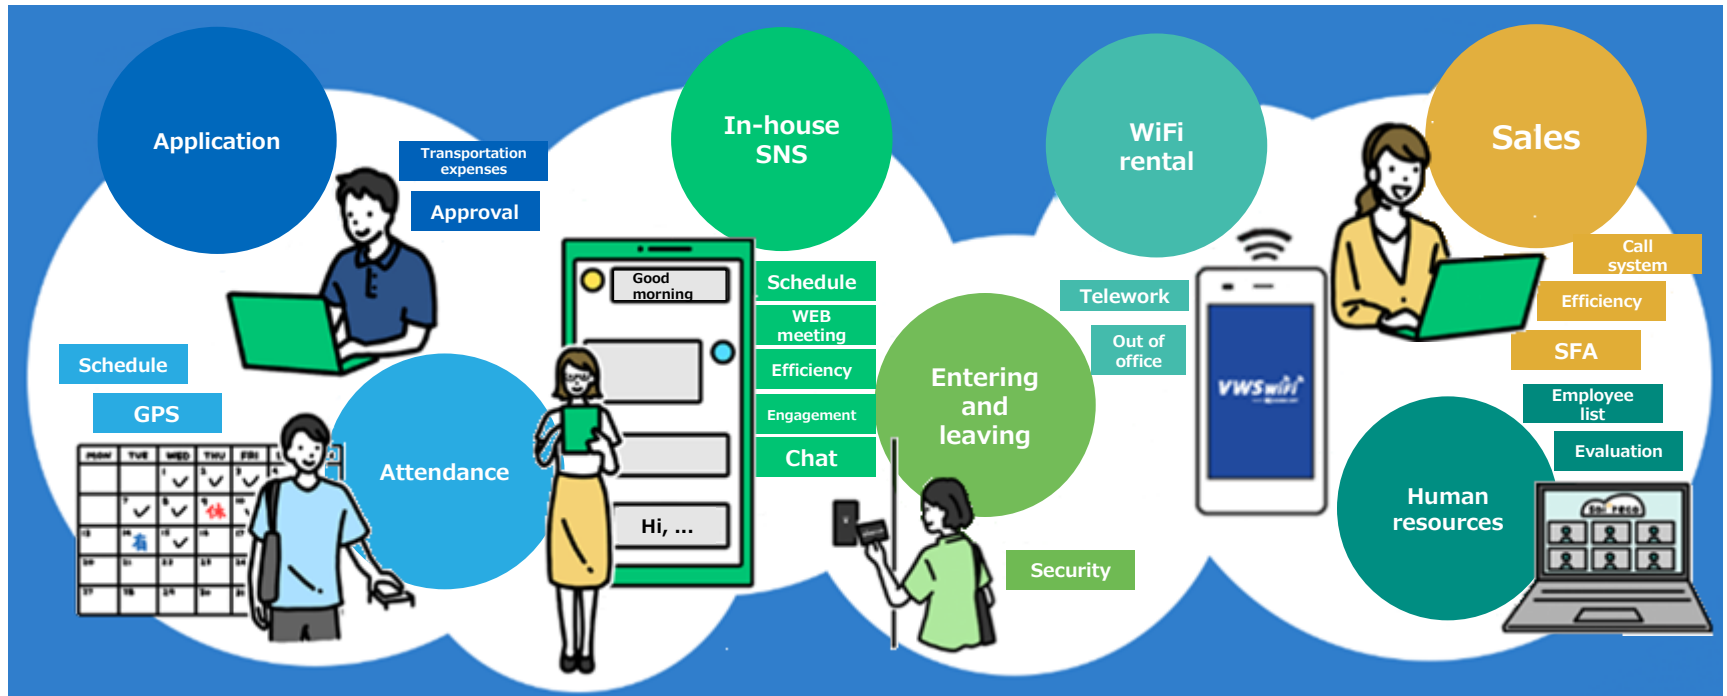 Application
Transportation
expenses
Approval
Schedule
GPS
Attendance
MON TUE WED THU FRI
休
有
In-house
SNS
Good
morning
Hi, ...
Schedule
WEB
meeting
Efficiency
Engagement
Chat
Entering
and
leaving
Security
WiFi
rental
Telework
Out of
office
VWSwiFi
Sales
Call
system
Efficiency
SFA
Employee
list
Evaluation
Human
resources